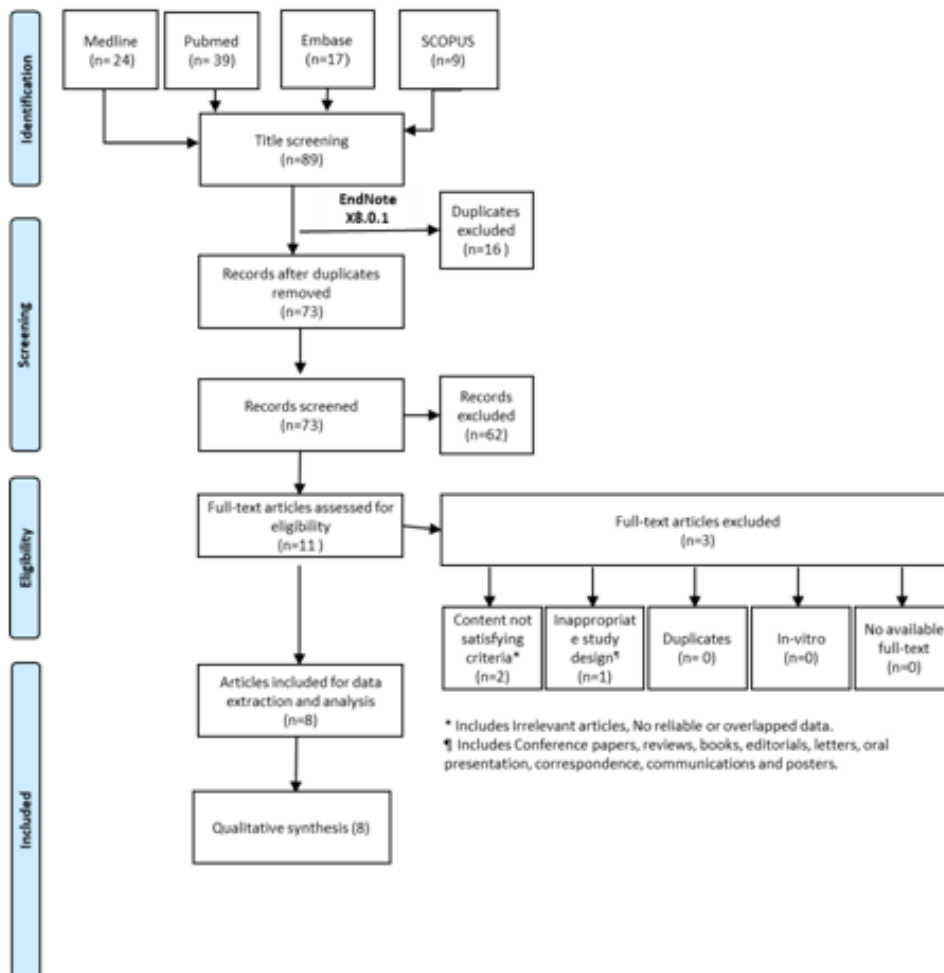 Identification
Medline
(n= 24)
Pubmed
(n= 39)
Embase
(n=17)
SCOPUS
(n=9)
Title screening
(n=89)
EndNote
X8.0.1
Duplicates
excluded
(n=16 )
Screening
Records after duplicates
removed
(n=73)
Records screened
(n=73)
Records
excluded
(n=62)
Eligibility
Full-text articles assessed for
eligibility
(n=11 )
Full-text articles excluded
(n=3)
Content not
satisfying
criteria*
(n=2)
Inappropriat
e study
design¶
(n=1)
Duplicates
(n= 0)
In-vitro
(n=0)
No available
full-text
(n=0)
Included
Articles included for data
extraction and analysis
(n=8)
* Includes Irrelevant articles, No reliable or overlapped data.
¶ Includes Conference papers, reviews, books, editorials, letters, oral
presentation, correspondence, communications and posters.
Qualitative synthesis (8)